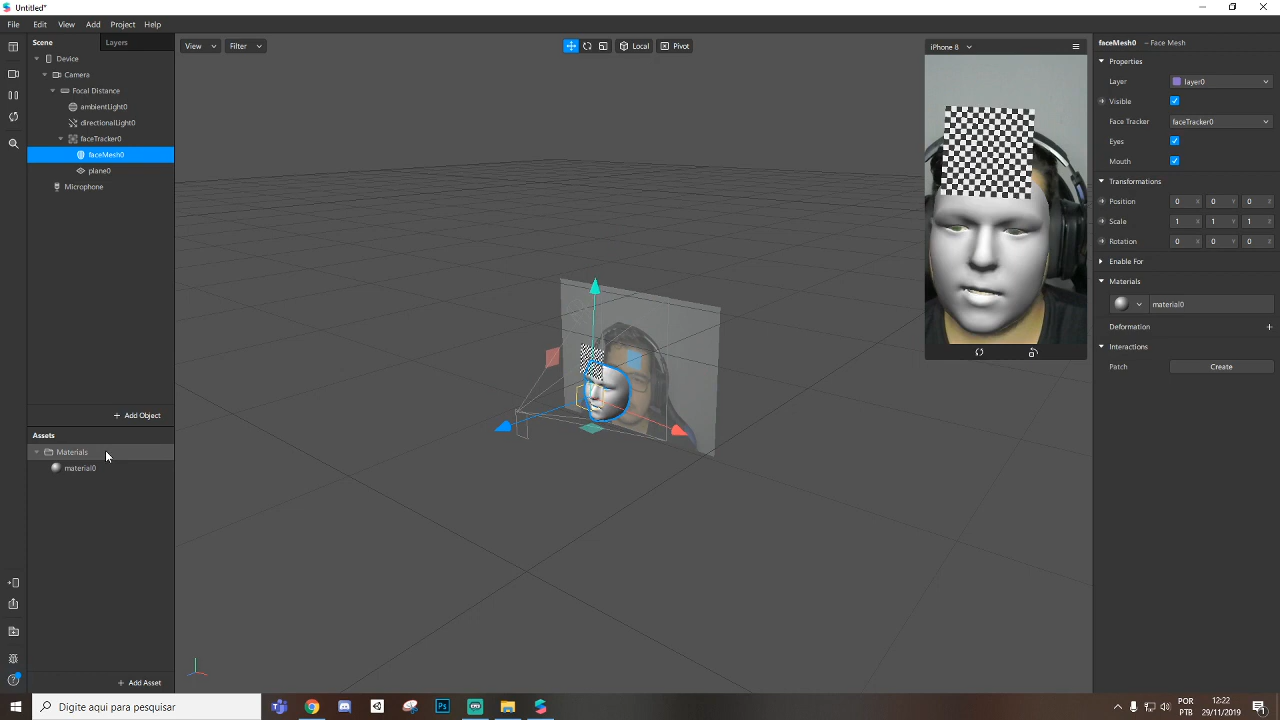 Untitled*
File Edit View Add Project Help
Scene Layers
Device
Camera
Focal Distance
ambientLight0
directionalLight0
faceTracker0
faceMesh0
plane0
Microphone
+ Add Object
Assets
Materials
material0
+ Add Asset
View Filter
Local Pivot
iPhone 8
faceMesh0 – Face Mesh
Properties
Layer layer0
Visible
Face Tracker faceTracker0
Eyes
Mouth
Transformations
Position 0 X 0 Y 0 Z
Scale 1 X 1 Y 1 Z
Rotation 0 X 0 Y 0 Z
Enable For
Materials
material0
Deformation +
Interactions
Patch Create
Digite aqui para pesquisar
Ps
POR
PTB
12:22
29/11/2019